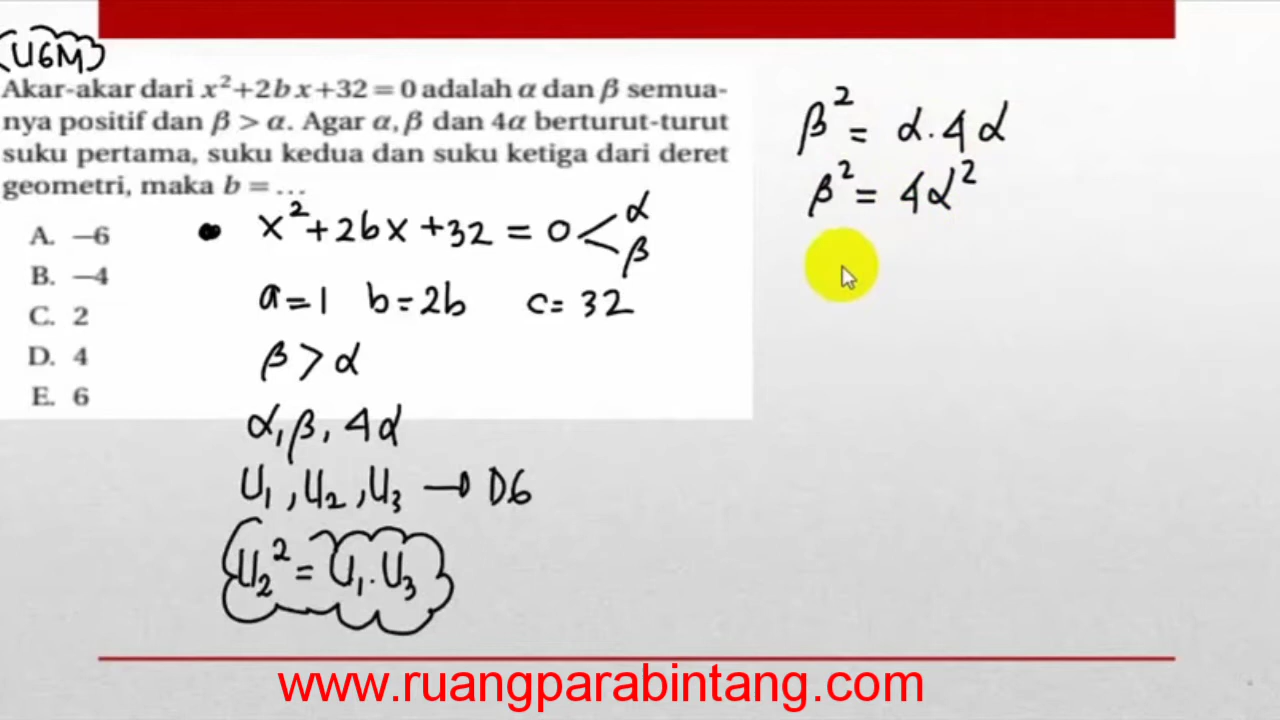 (UGM)
Akar-akar dari x²+2bx+32 = 0 adalah α dan β semua-
nya positif dan β > α. Agar α, β dan 4α berturut-turut
suku pertama, suku kedua dan suku ketiga dari deret
geometri, maka b = ...
A. −6
B. −4
C. 2
D. 4
E. 6
• x²+2bx+32 = 0 < α β
a=1 b=2b c=32
β > α
α, β, 4α
U₁, U₂, U₃ → DG
U₂² = U₁.U₃
β² = α.4α
β² = 4α²
www.ruangparabintang.com